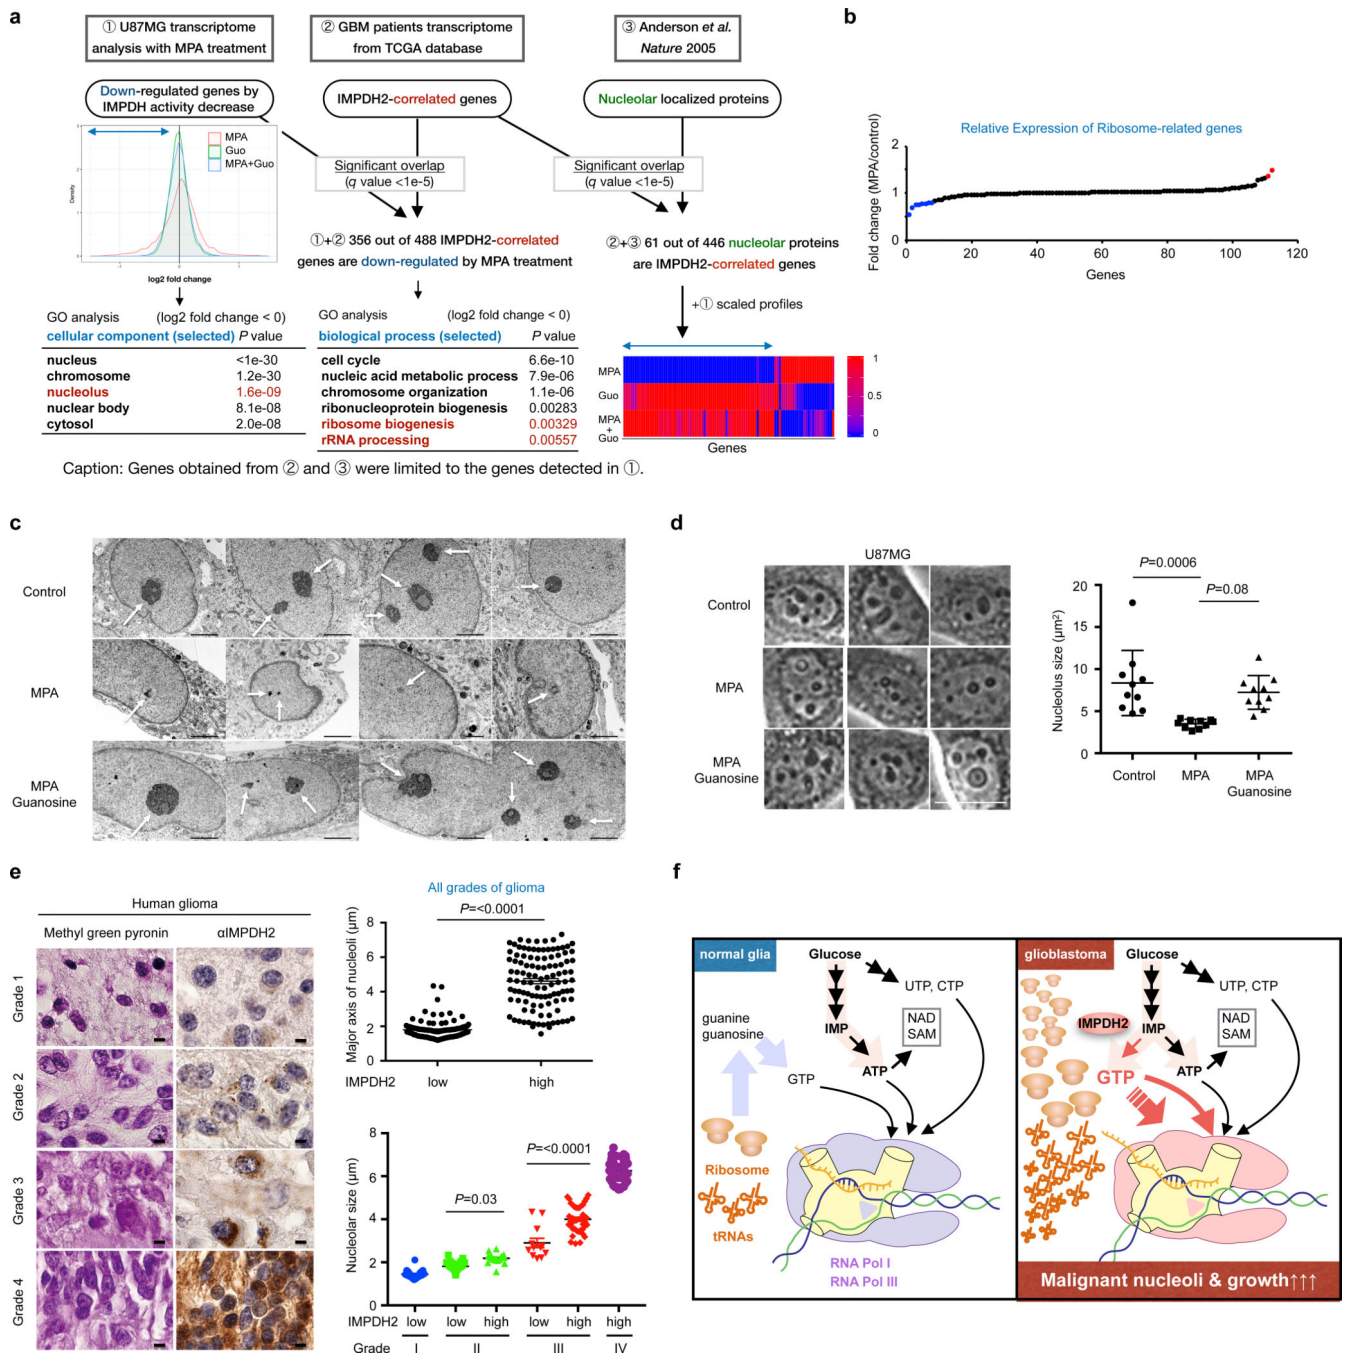 a
① U87MG transcriptome
analysis with MPA treatment
② GBM patients transcriptome
from TCGA database
③ Anderson et al.
Nature 2005
Down-regulated genes by
IMPDH activity decrease
IMPDH2-correlated genes
Nucleolar localized proteins
MPA
Guo
MPA+Guo
Density
log2 fold change
Significant overlap
(q value <1e-5)
Significant overlap
(q value <1e-5)
①+② 356 out of 488 IMPDH2-correlated
genes are down-regulated by MPA treatment
②+③ 61 out of 446 nucleolar proteins
are IMPDH2-correlated genes
+① scaled profiles
GO analysis (log2 fold change < 0)
cellular component (selected) P value
nucleus <1e-30
chromosome 1.2e-30
nucleolus 1.6e-09
nuclear body 8.1e-08
cytosol 2.0e-08
GO analysis (log2 fold change < 0)
biological process (selected) P value
cell cycle 6.6e-10
nucleic acid metabolic process 7.9e-06
chromosome organization 1.1e-06
ribonucleoprotein biogenesis 0.00283
ribosome biogenesis 0.00329
rRNA processing 0.00557
MPA
Guo
MPA
+
Guo
Genes
1
0.5
0
Caption: Genes obtained from ② and ③ were limited to the genes detected in ①.
b
Relative Expression of Ribosome-related genes
Fold change (MPA/control)
2
1
0
0 20 40 60 80 100 120
Genes
c
Control
MPA
MPA
Guanosine
d
U87MG
Control
MPA
MPA
Guanosine
P=0.0006
P=0.08
Nucleolus size (μm²)
20
15
10
5
0
Control MPA MPA
Guanosine
e
Human glioma
Methyl green pyronin αIMPDH2
Grade 1
Grade 2
Grade 3
Grade 4
All grades of glioma
P=<0.0001
Major axis of nucleoli (μm)
8
6
4
2
0
IMPDH2 low high
P=<0.0001
P=0.03
Nucleolar size (μm)
8
6
4
2
0
IMPDH2 low low high low high high
Grade I II III IV
f
normal glia
Glucose
UTP, CTP
guanine
guanosine
IMP
NAD
SAM
ATP
GTP
Ribosome
tRNAs
RNA Pol I
RNA Pol III
glioblastoma
Glucose
UTP, CTP
IMPDH2
IMP
NAD
SAM
ATP
GTP
Malignant nucleoli & growth↑↑↑